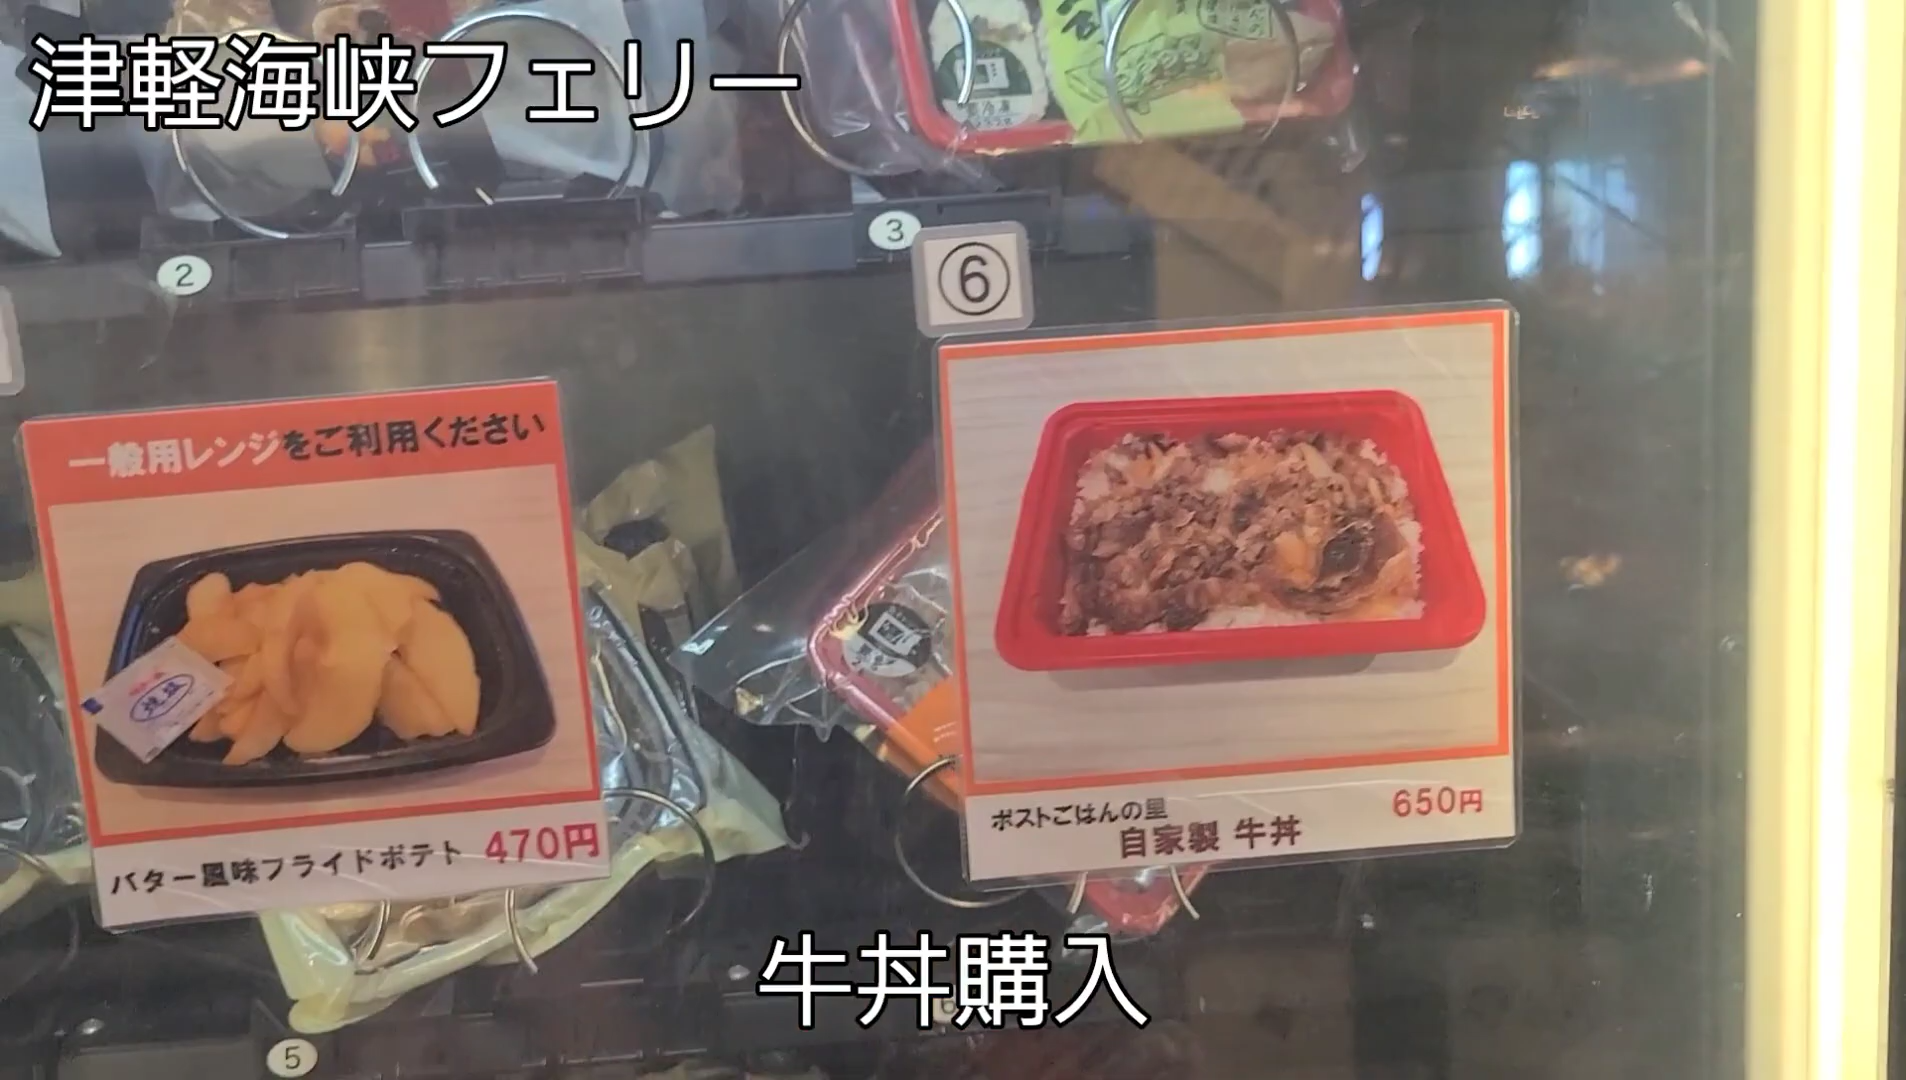 津軽海峡フェリー
2
3
⑥
一般用レンジをご利用ください
焼塩
バター風味フライドポテト 470円
ポストごはんの里
自家製 牛丼
650円
牛丼購入
5
6